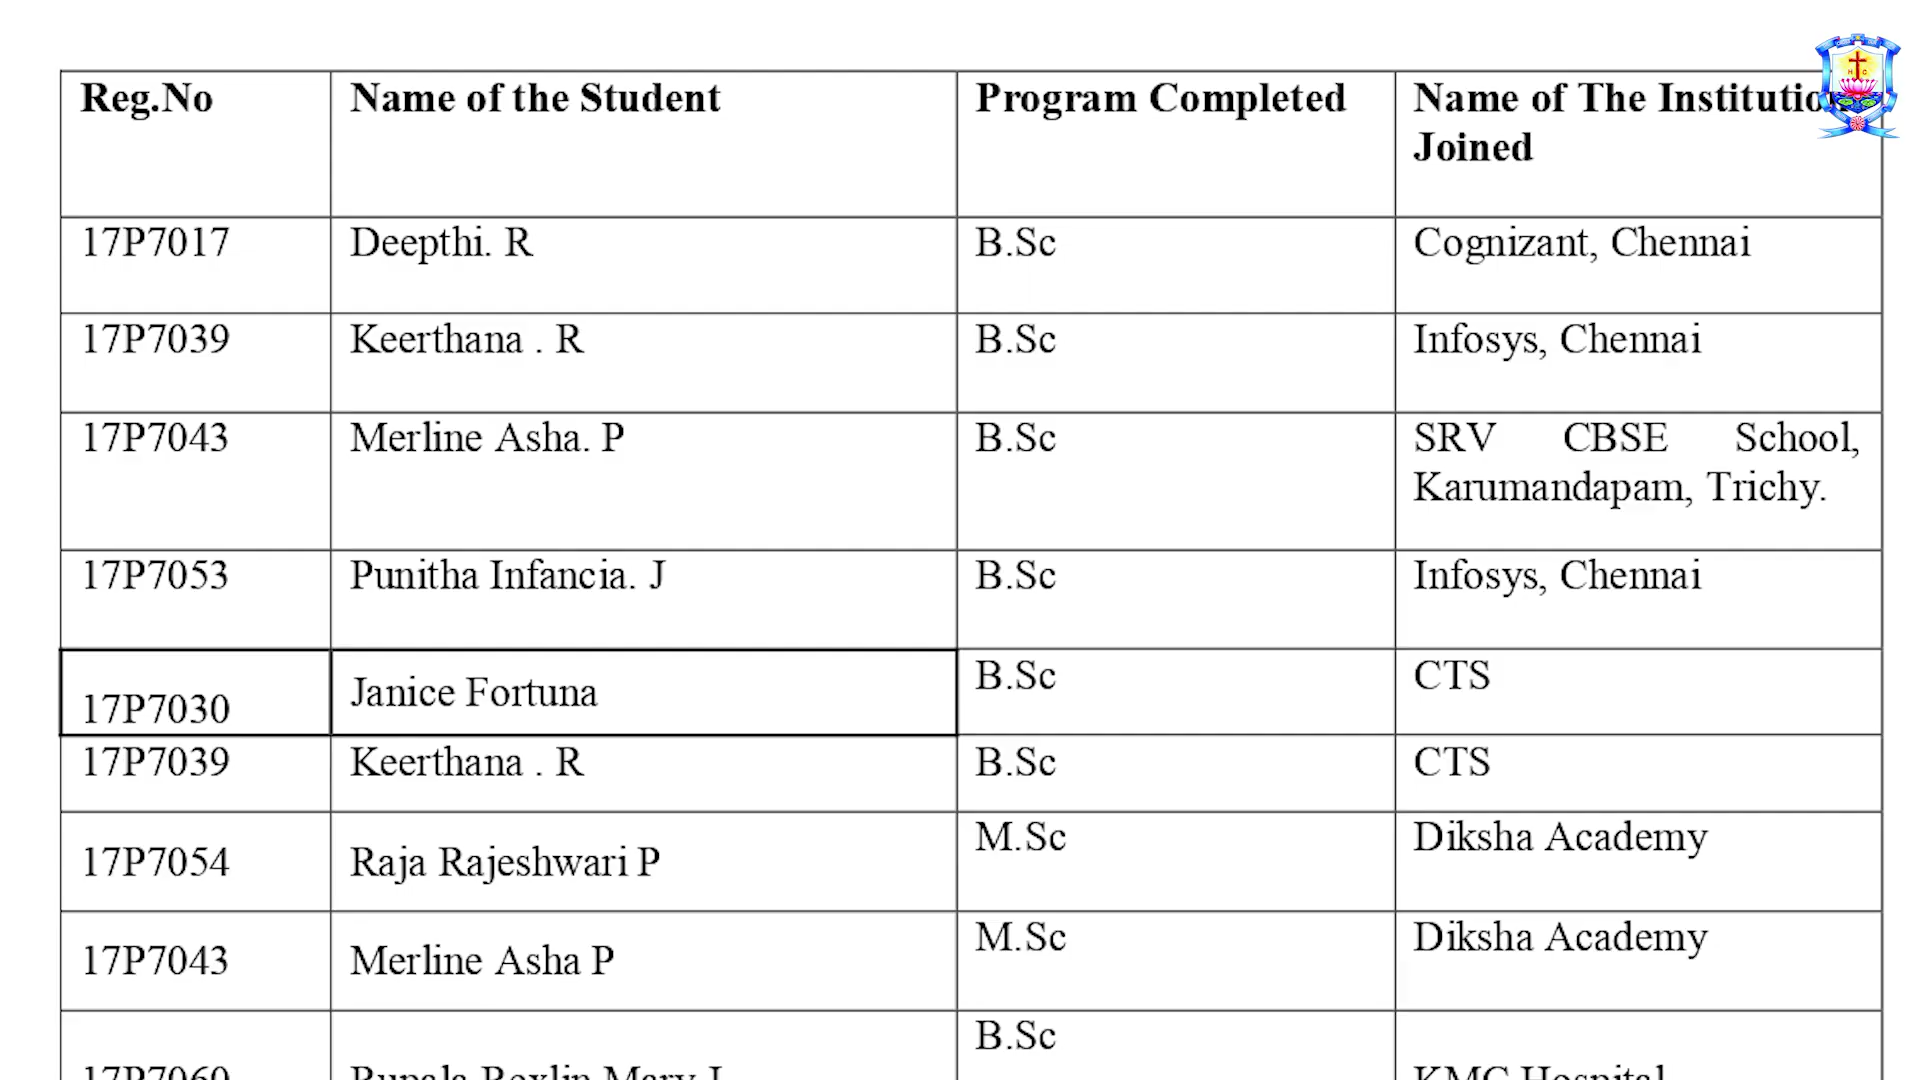 Reg.No Name of the Student Program Completed Name of The Institutio
Joined
17P7017 Deepthi. R B.Sc Cognizant, Chennai
17P7039 Keerthana . R B.Sc Infosys, Chennai
17P7043 Merline Asha. P B.Sc SRV CBSE School,
Karumandapam, Trichy.
17P7053 Punitha Infancia. J B.Sc Infosys, Chennai
17P7030 Janice Fortuna B.Sc CTS
17P7039 Keerthana . R B.Sc CTS
17P7054 Raja Rajeshwari P M.Sc Diksha Academy
17P7043 Merline Asha P M.Sc Diksha Academy
B.Sc
KMC Hospital